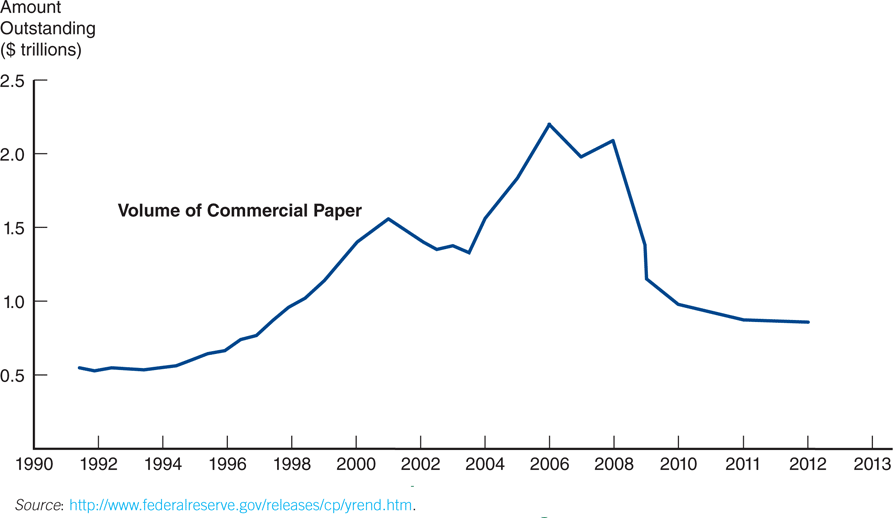 Amount
Outstanding
($ trillions)
2.5
2.0
Volume of Commercial Paper
1.5
1.0
0.5
1990 1992 1994 1996 1998 2000 2002 2004 2006 2008 2010 2011 2012 2013
Source: http://www.federalreserve.gov/releases/cp/yrend.htm.